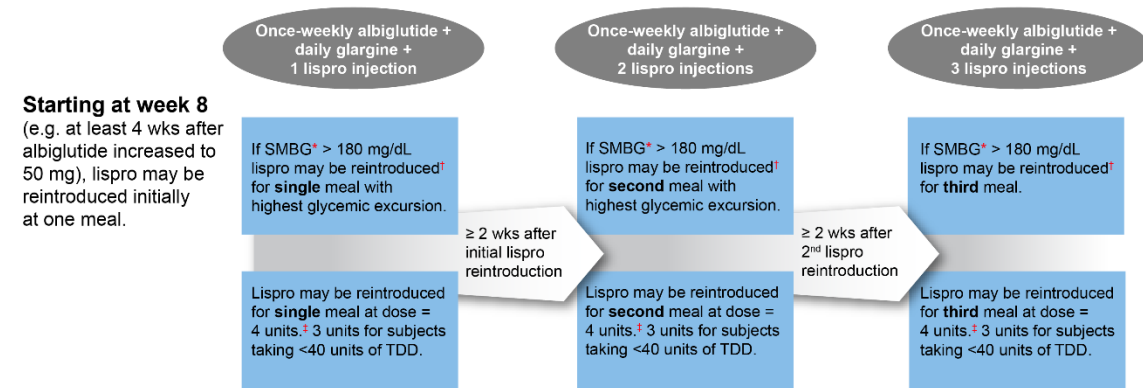 Once-weekly albiglutide +
daily glargine +
1 lispro injection
Once-weekly albiglutide +
daily glargine +
2 lispro injections
Once-weekly albiglutide +
daily glargine +
3 lispro injections
Starting at week 8
(e.g. at least 4 wks after
albiglutide increased to
50 mg), lispro may be
reintroduced initially
at one meal.
If SMBG* > 180 mg/dL
lispro may be reintroduced†
for single meal with
highest glycemic excursion.
≥ 2 wks after
initial lispro
reintroduction
If SMBG* > 180 mg/dL
lispro may be reintroduced†
for second meal with
highest glycemic excursion.
≥ 2 wks after
2nd lispro
reintroduction
If SMBG* > 180 mg/dL
lispro may be reintroduced†
for third meal.
Lispro may be reintroduced
for single meal at dose =
4 units.‡ 3 units for subjects
taking <40 units of TDD.
Lispro may be reintroduced
for second meal at dose =
4 units.‡ 3 units for subjects
taking <40 units of TDD.
Lispro may be reintroduced
for third meal at dose =
4 units.‡ 3 units for subjects
taking <40 units of TDD.